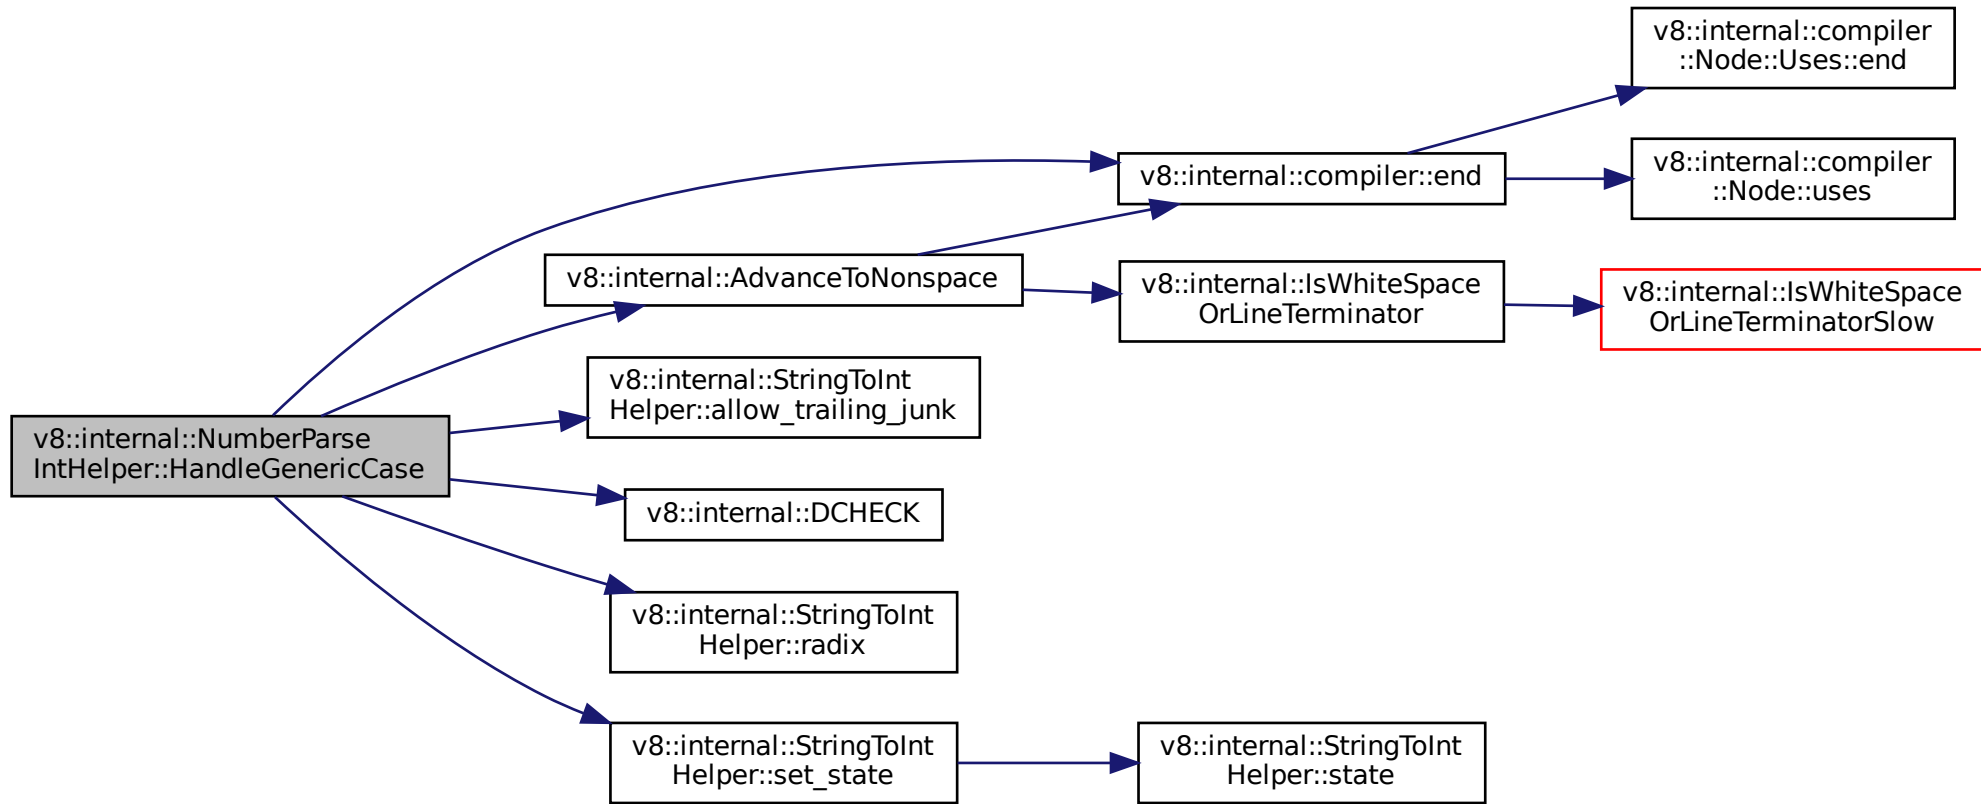 v8::internal::NumberParse
IntHelper::HandleGenericCase
v8::internal::compiler::end
v8::internal::compiler
::Node::Uses::end
v8::internal::compiler
::Node::uses
v8::internal::AdvanceToNonspace
v8::internal::IsWhiteSpace
OrLineTerminator
v8::internal::IsWhiteSpace
OrLineTerminatorSlow
v8::internal::StringToInt
Helper::allow_trailing_junk
v8::internal::DCHECK
v8::internal::StringToInt
Helper::radix
v8::internal::StringToInt
Helper::set_state
v8::internal::StringToInt
Helper::state